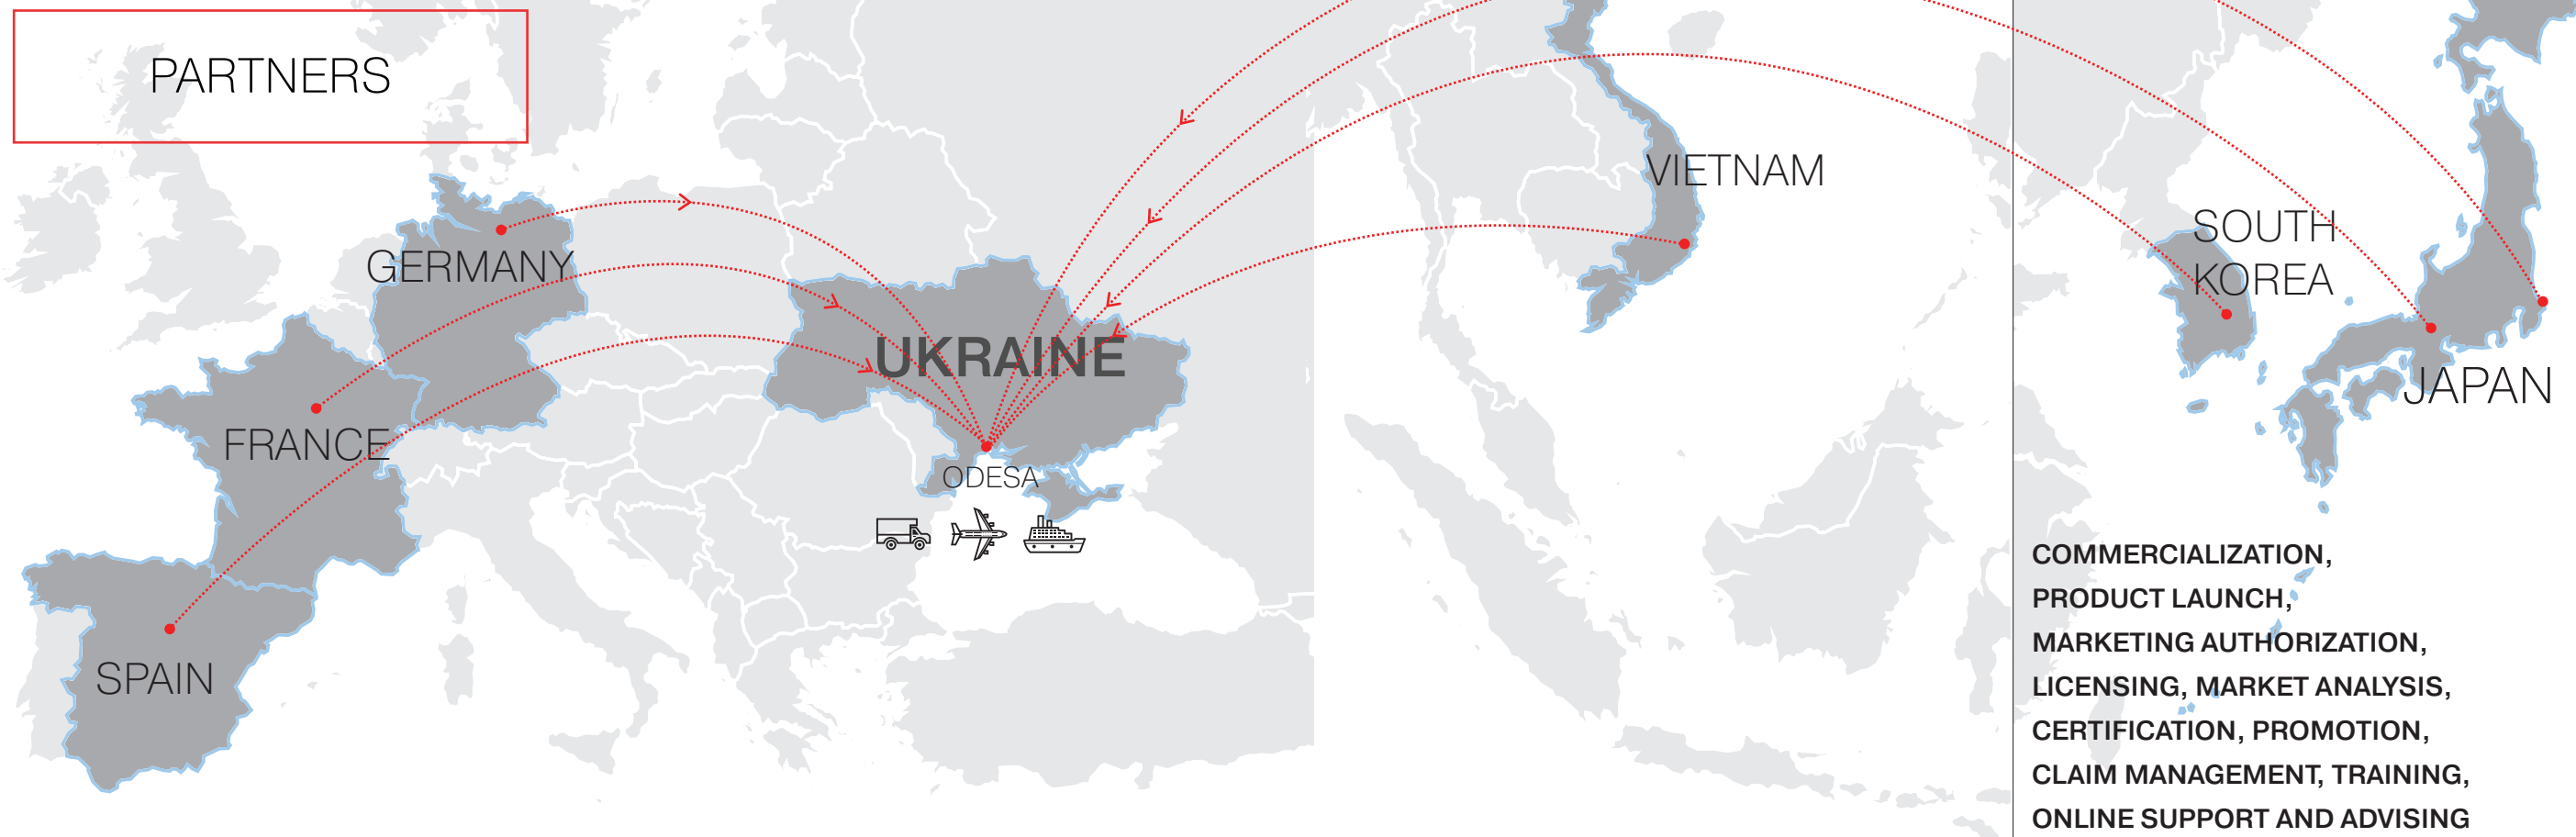 PARTNERS
GERMANY
FRANCE
SPAIN
UKRAINE
ODESA
VIETNAM
SOUTH
KOREA
JAPAN
COMMERCIALIZATION,
PRODUCT LAUNCH,
MARKETING AUTHORIZATION,
LICENSING, MARKET ANALYSIS,
CERTIFICATION, PROMOTION,
CLAIM MANAGEMENT, TRAINING,
ONLINE SUPPORT AND ADVISING